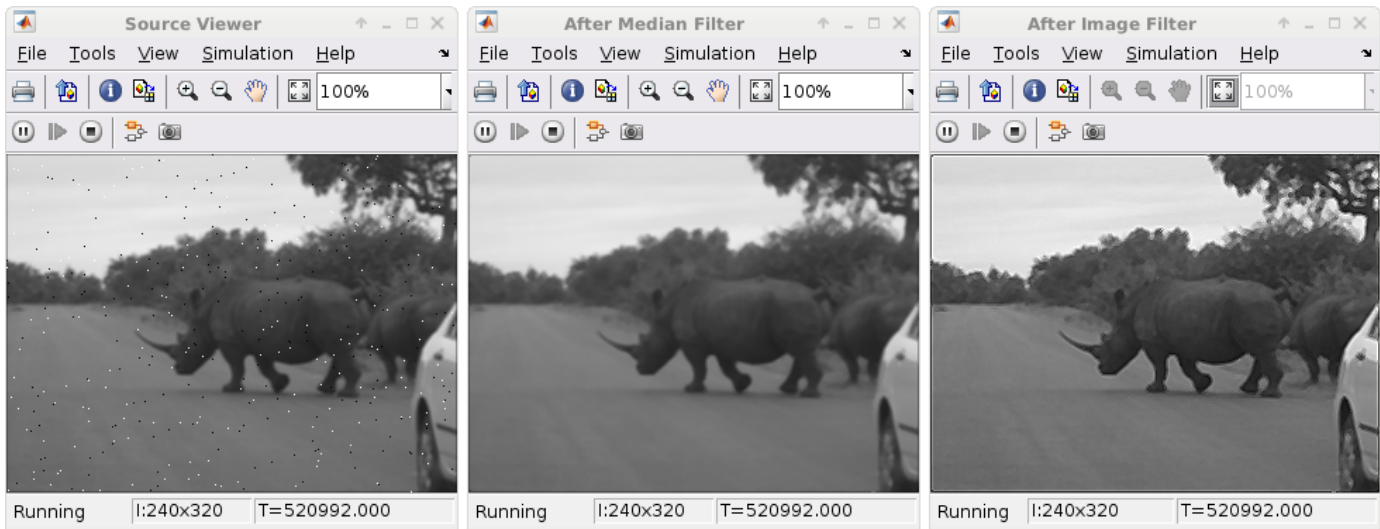 Source Viewer
File Tools View Simulation Help
100%
Running I:240x320 T=520992.000
After Median Filter
File Tools View Simulation Help
100%
Running I:240x320 T=520992.000
After Image Filter
File Tools View Simulation Help
100%
Running I:240x320 T=520992.000